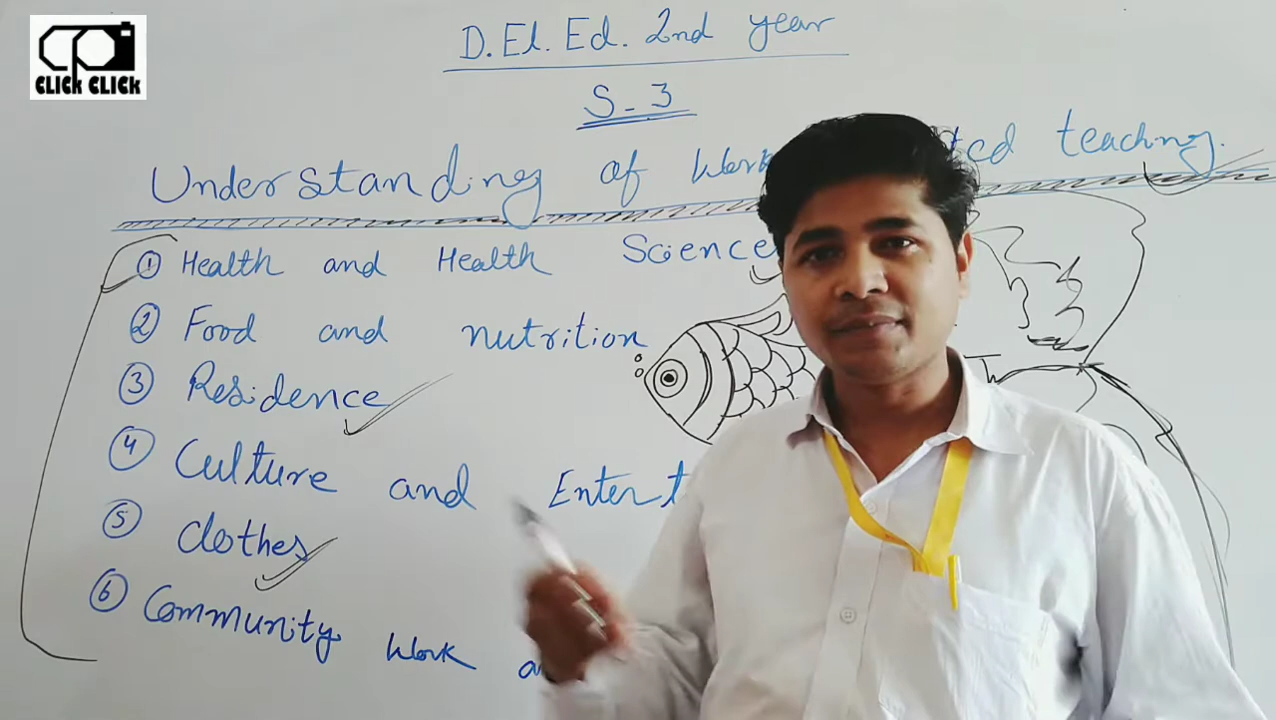 CLICK CLICK
D. El. Ed. 2nd year
S - 3
Understanding of Work teaching.
① Health and Health Science
② Food and nutrition
③ Residence
④ Culture and Entert
⑤ Clothes
⑥ Community Work